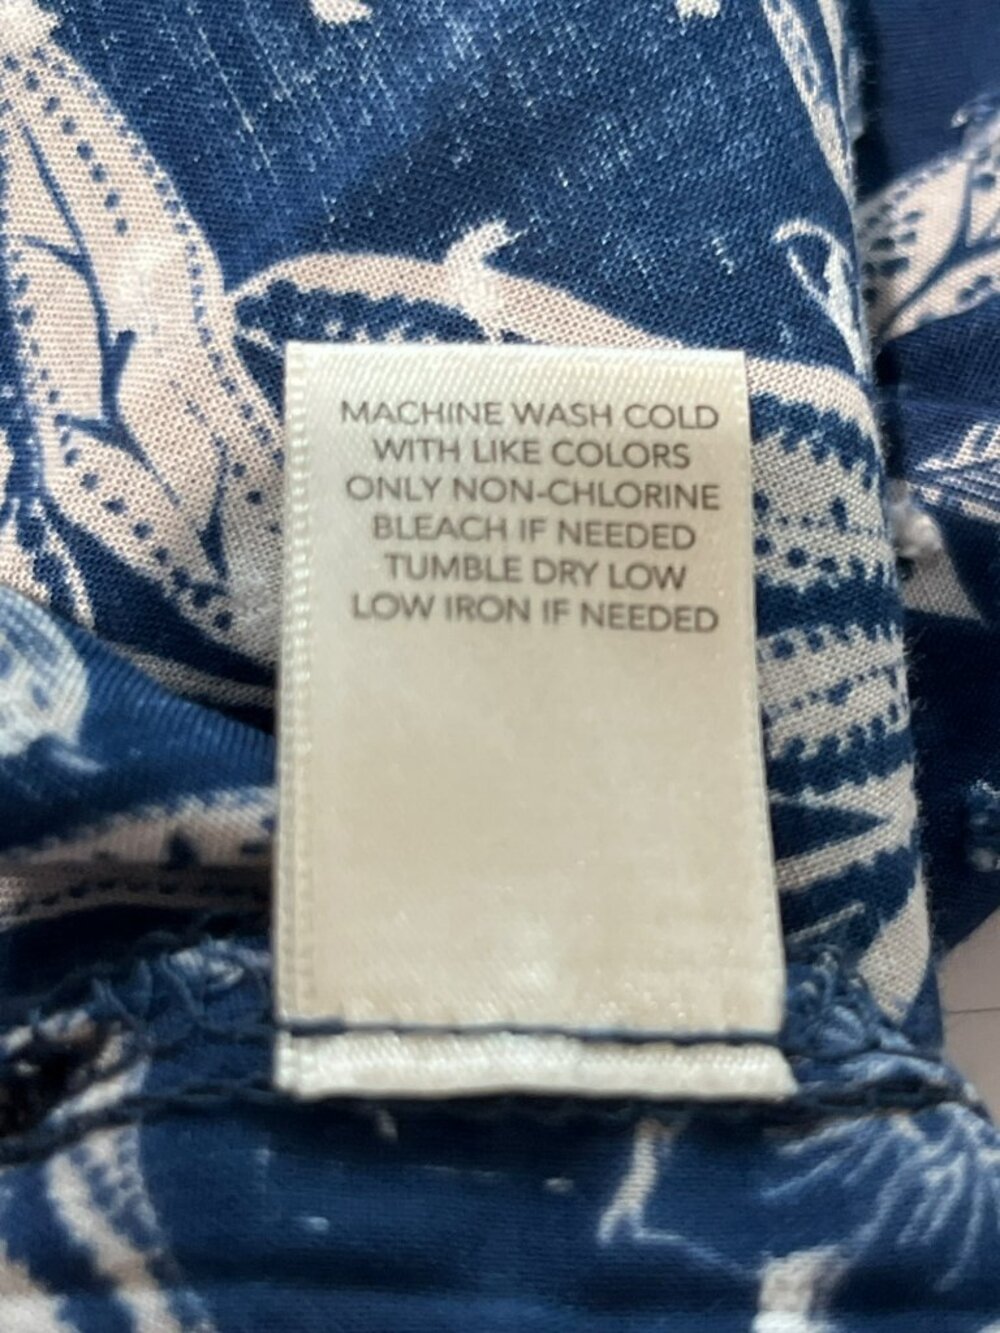 MACHINE WASH COLD
WITH LIKE COLORS
ONLY NON-CHLORINE
BLEACH IF NEEDED
TUMBLE DRY LOW
LOW IRON IF NEEDED